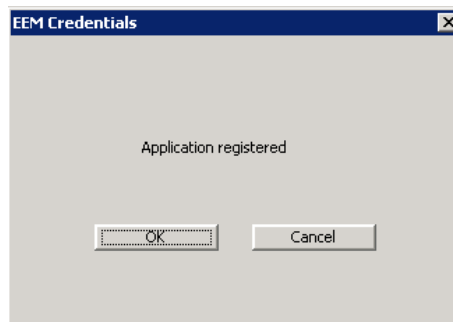 EEM Credentials
Application registered
OK
Cancel